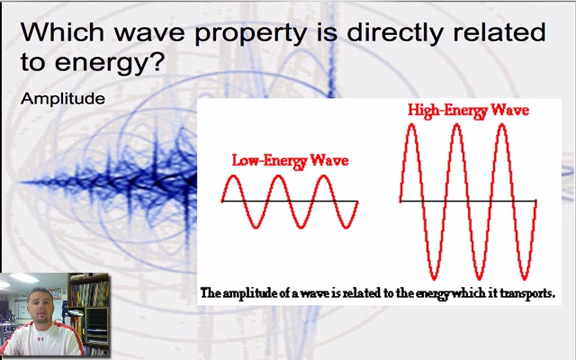 Which wave property is directly related
to energy?
Amplitude
High-Energy Wave
Low-Energy Wave
The amplitude of a wave is related to the energy which it transports.